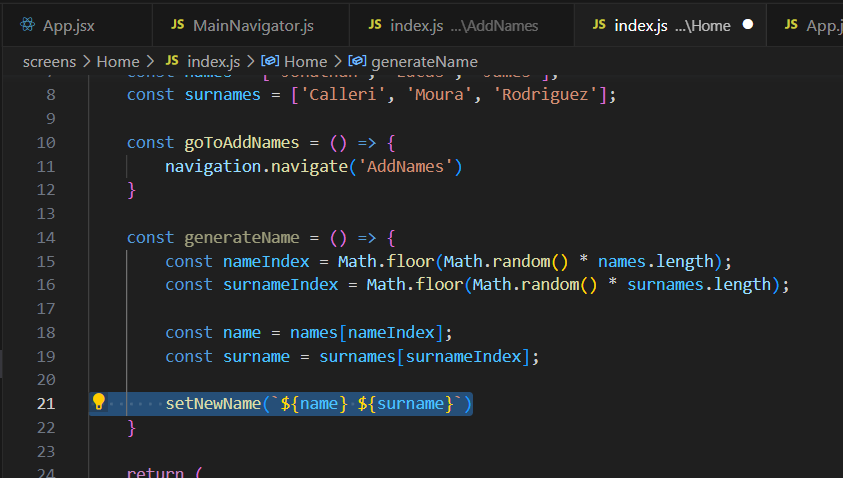 App.jsx JS MainNavigator.js JS index.js ...\AddNames JS index.js ...\Home JS App.j
screens > Home > JS index.js > Home > generateName
8 const surnames = ['Calleri', 'Moura', 'Rodriguez'];
9
10 const goToAddNames = () => {
11 navigation.navigate('AddNames')
12 }
13
14 const generateName = () => {
15 const nameIndex = Math.floor(Math.random() * names.length);
16 const surnameIndex = Math.floor(Math.random() * surnames.length);
17
18 const name = names[nameIndex];
19 const surname = surnames[surnameIndex];
20
21 setNewName(`${name} ${surname}`)
22 }
23
24 return (